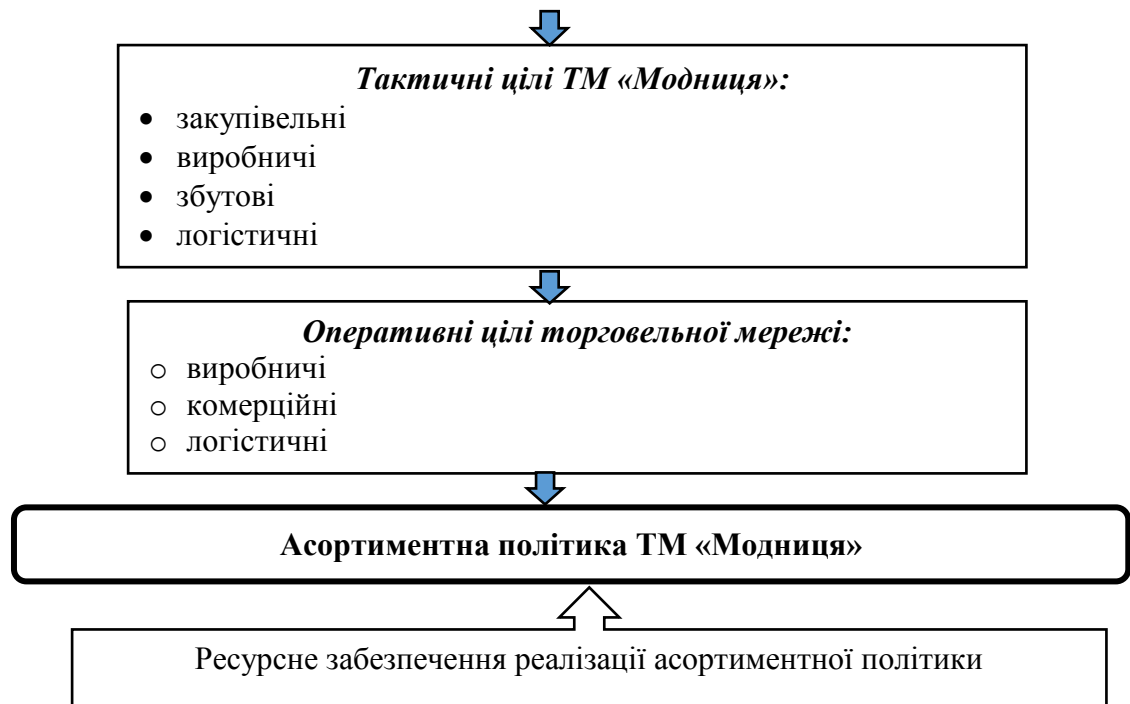 Тактичні цілі ТМ «Модниця»:
• закупівельні
• виробничі
• збутові
• логістичні
Оперативні цілі торговельної мережі:
o виробничі
o комерційні
o логістичні
Асортиментна політика ТМ «Модниця»
Ресурсне забезпечення реалізації асортиментної політики